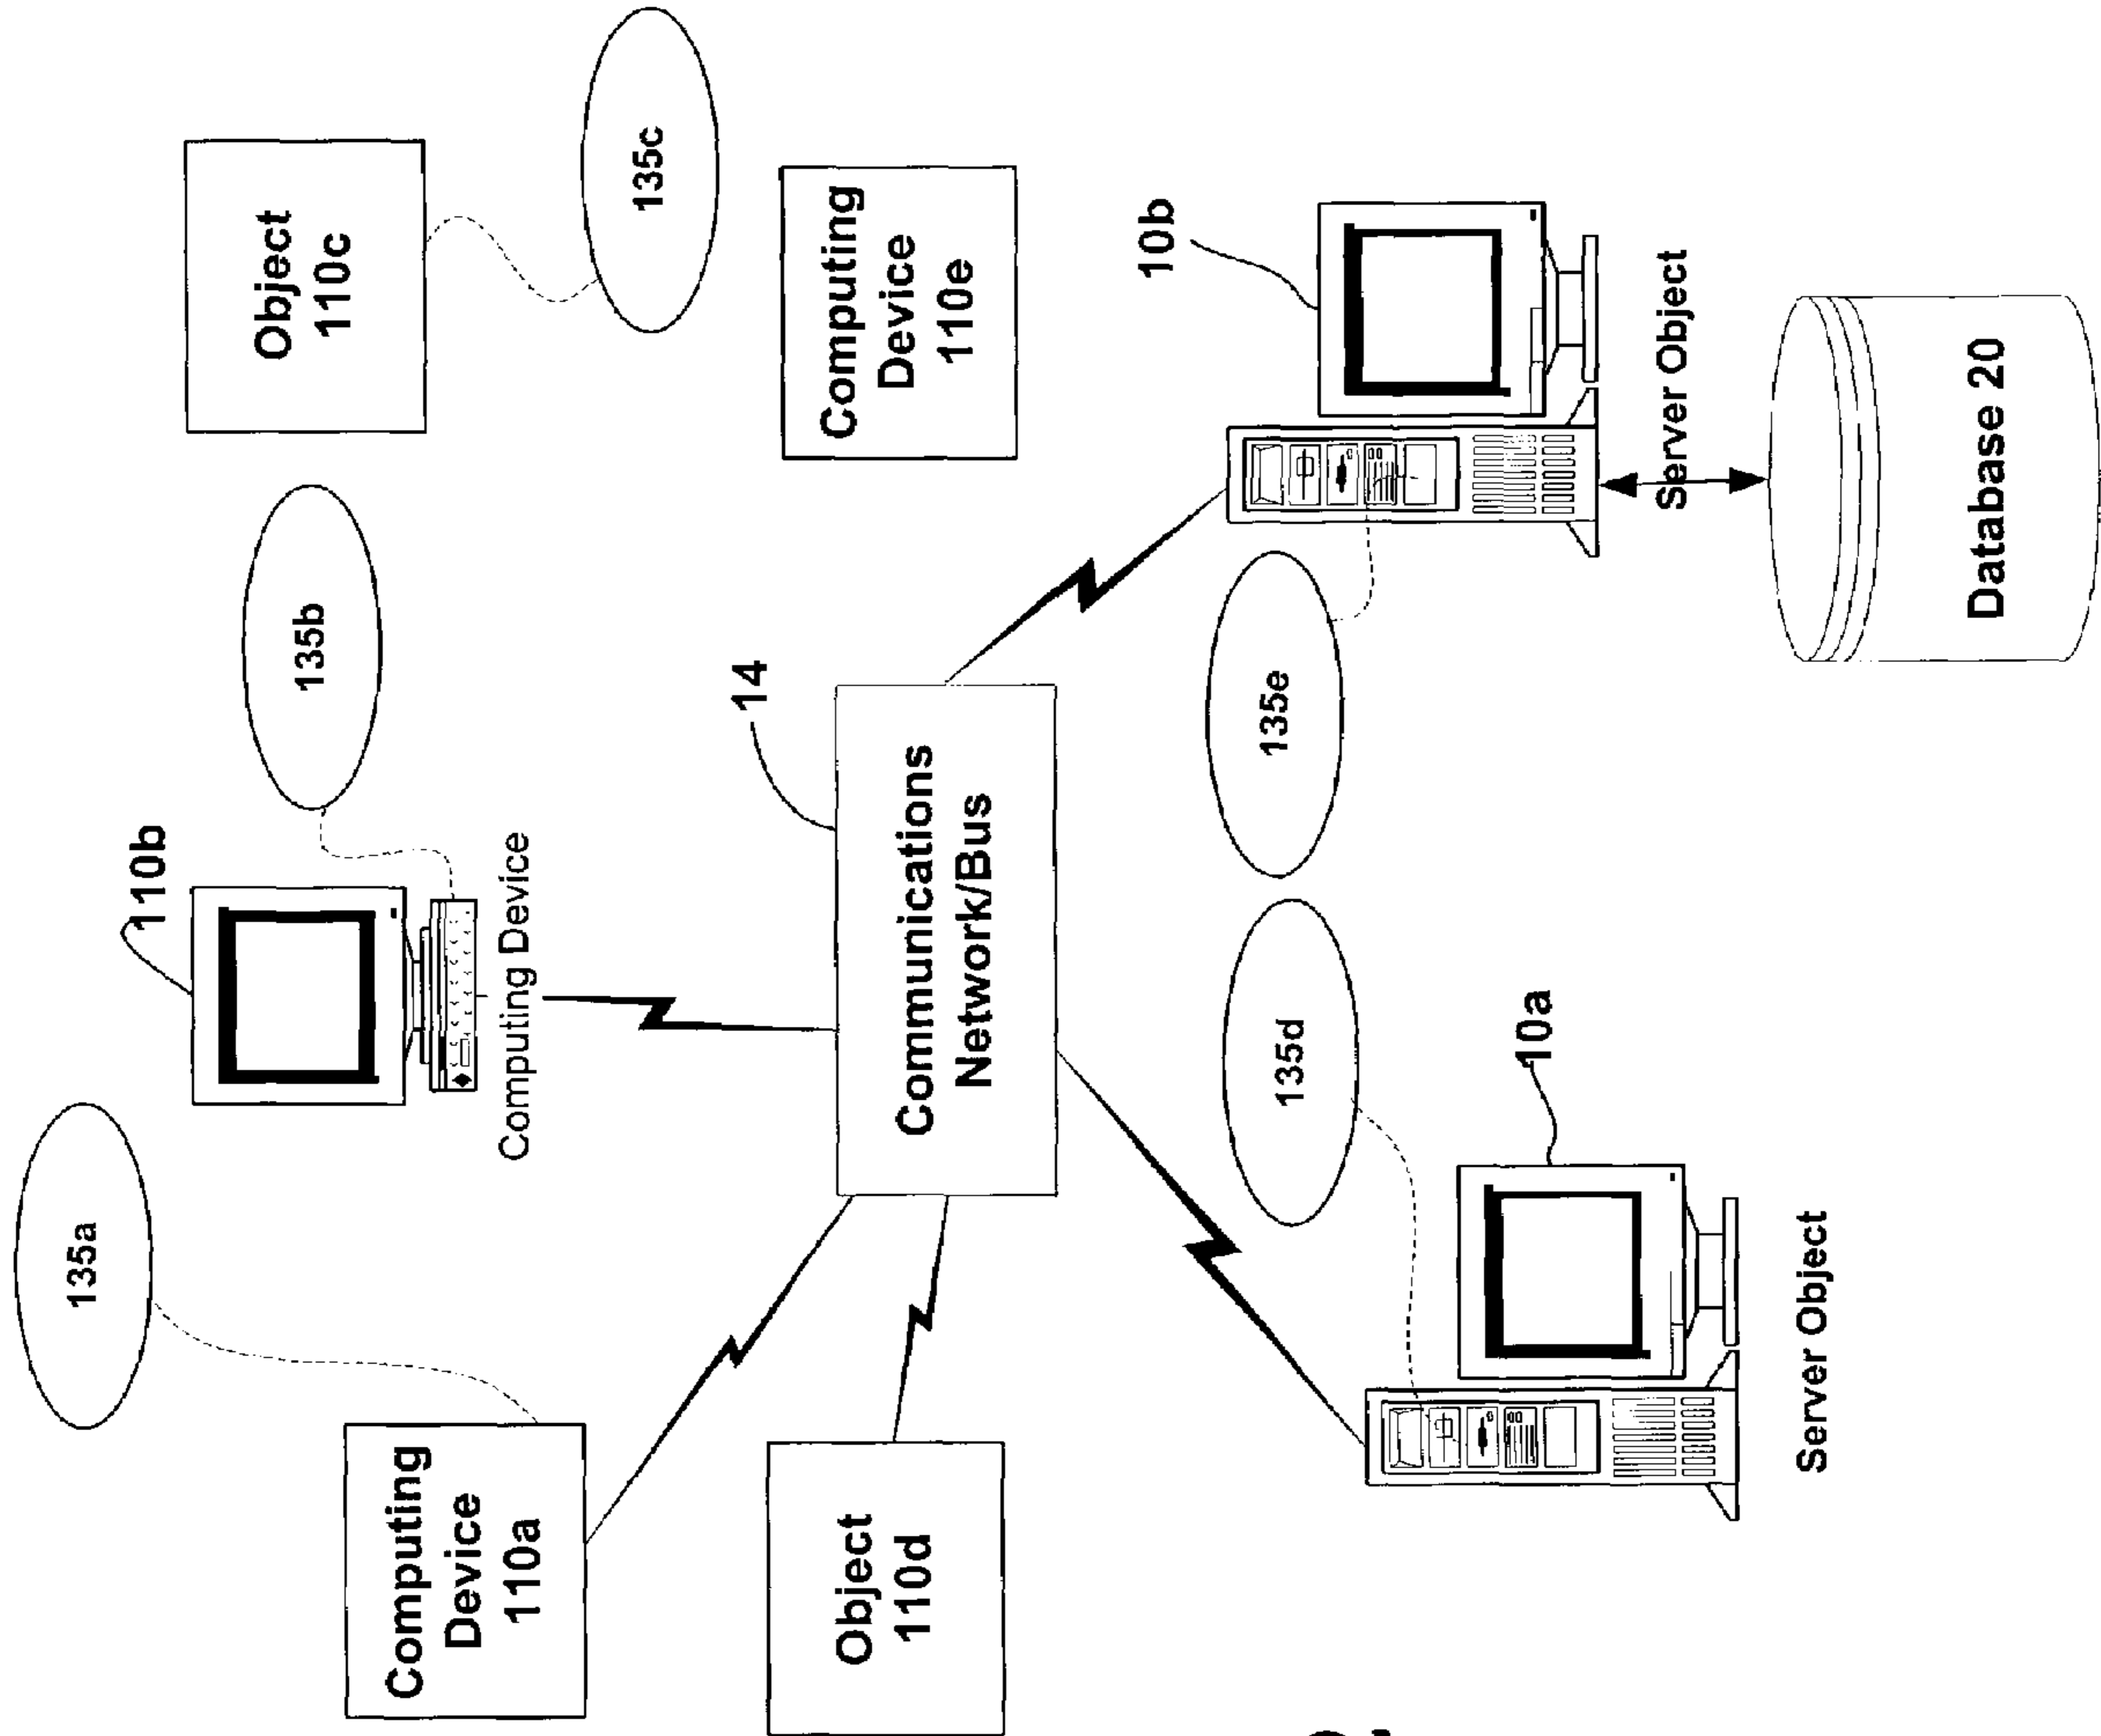 135a
110b
135b
Object
110c
135c
Computing
Device
110a
Computing Device
Object
110d
14
Communications
Network/Bus
Computing
Device
110e
135d
135e
10b
10a
Server Object
Server Object
Database 20